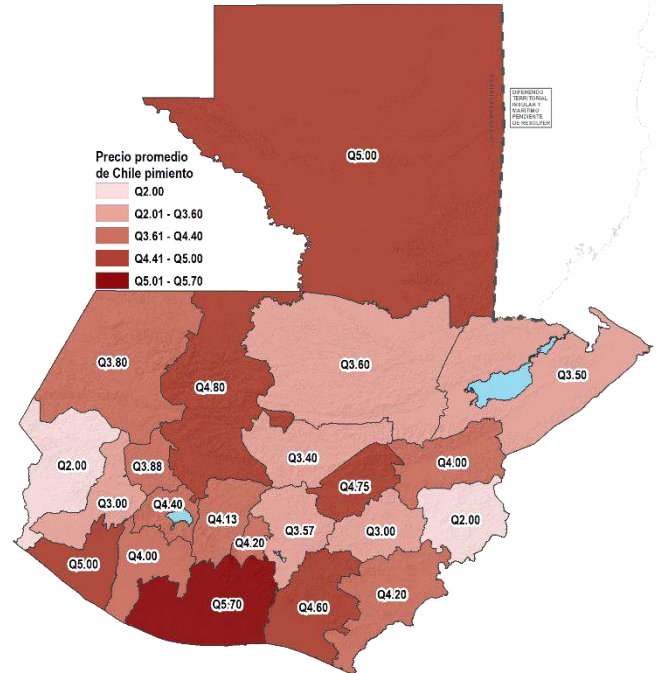 Q5.00
DIFERENDO
TERRITORIAL
INSULAR Y
MARÍTIMO
PENDIENTE
DE RESOLVER
Precio promedio
de Chile pimiento
Q2.00
Q2.01 - Q3.60
Q3.61 - Q4.40
Q4.41 - Q5.00
Q5.01 - Q5.70
Q3.80
Q4.80
Q3.60
Q3.50
Q2.00
Q3.88
Q3.40
Q4.00
Q3.00
Q4.40
Q4.13
Q4.75
Q2.00
Q4.20
Q3.57
Q3.00
Q5.00
Q4.00
Q5.70
Q4.60
Q4.20